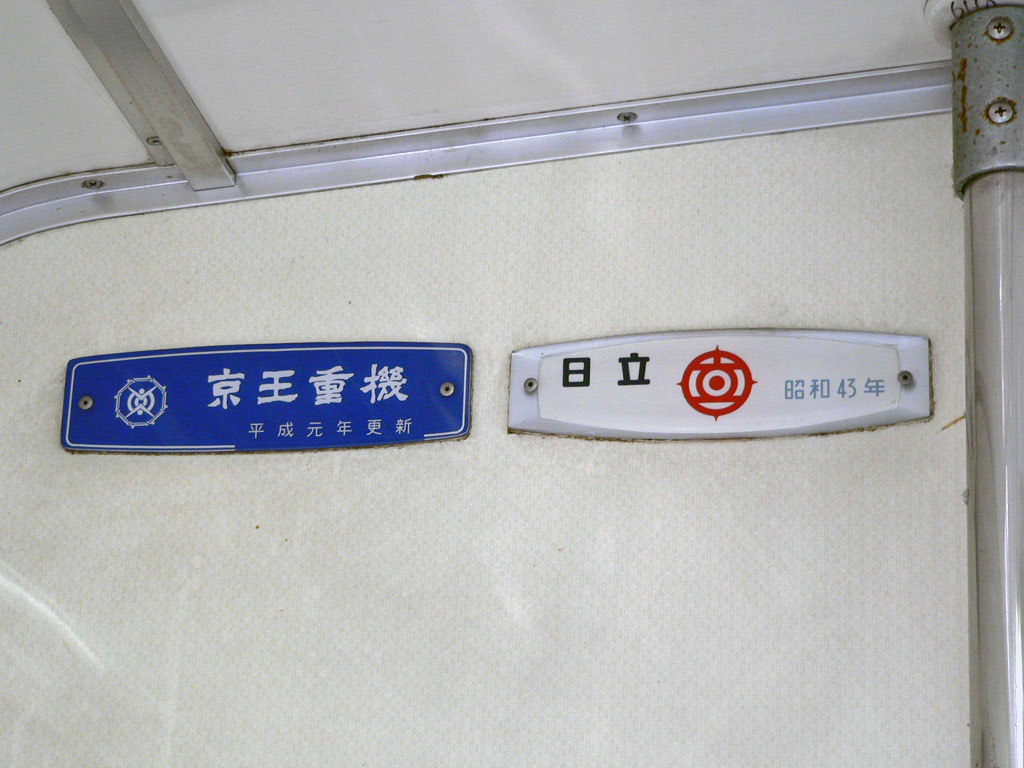 京王重機
平成元年更新
日立
昭和43年